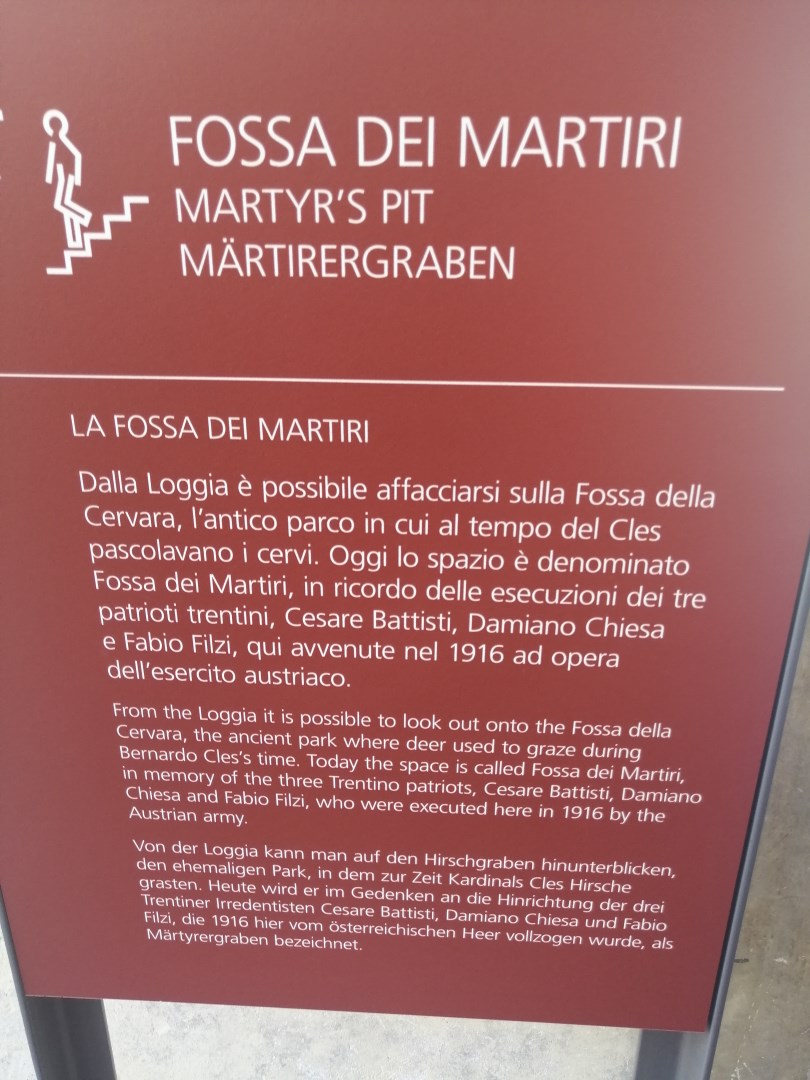 FOSSA DEI MARTIRI
MARTYR'S PIT
MÄRTIRERGRABEN
LA FOSSA DEI MARTIRI
Dalla Loggia è possibile affacciarsi sulla Fossa della
Cervara, l'antico parco in cui al tempo del Cles
pascolavano i cervi. Oggi lo spazio è denominato
Fossa dei Martiri, in ricordo delle esecuzioni dei tre
patrioti trentini, Cesare Battisti, Damiano Chiesa
e Fabio Filzi, qui avvenute nel 1916 ad opera
dell'esercito austriaco.
From the Loggia it is possible to look out onto the Fossa della
Cervara, the ancient park where deer used to graze during
Bernardo Cles's time. Today the space is called Fossa dei Martiri,
in memory of the three Trentino patriots, Cesare Battisti, Damiano
Chiesa and Fabio Filzi, who were executed here in 1916 by the
Austrian army.
Von der Loggia kann man auf den Hirschgraben hinunterblicken,
den ehemaligen Park, in dem zur Zeit Kardinals Cles Hirsche
grasten. Heute wird er im Gedenken an die Hinrichtung der drei
Trentiner Irredentisten Cesare Battisti, Damiano Chiesa und Fabio
Filzi, die 1916 hier vom österreichischen Heer vollzogen wurde, als
Märtyrergraben bezeichnet.